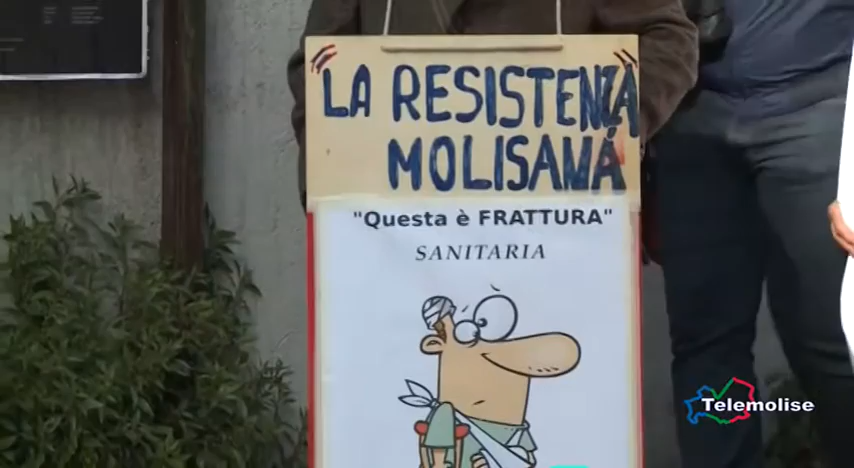 "LA RESISTENZA
MOLISANA"
"Questa è FRATTURA"
SANITARIA
Telemolise